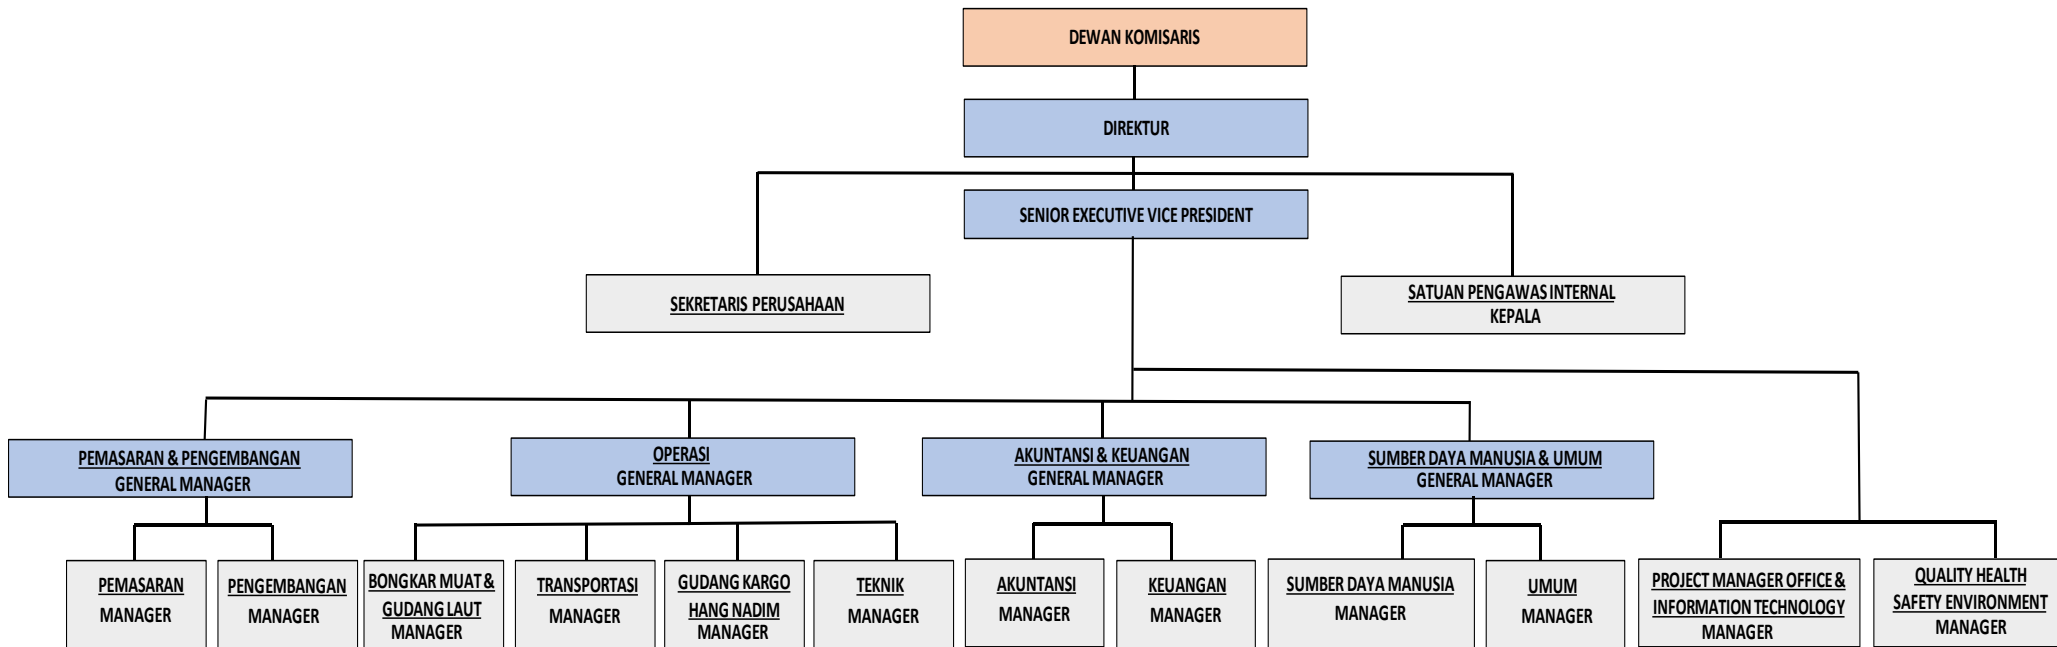 DEWAN KOMISARIS
DIREKTUR
SENIOR EXECUTIVE VICE PRESIDENT
SEKRETARIS PERUSAHAAN
SATUAN PENGAWAS INTERNAL
KEPALA
PEMASARAN & PENGEMBANGAN
GENERAL MANAGER
OPERASI
GENERAL MANAGER
AKUNTANSI & KEUANGAN
GENERAL MANAGER
SUMBER DAYA MANUSIA & UMUM
GENERAL MANAGER
PEMASARAN
MANAGER
PENGEMBANGAN
MANAGER
BONGKAR MUAT &
GUDANG LAUT
MANAGER
TRANSPORTASI
MANAGER
GUDANG KARGO
HANG NADIM
MANAGER
TEKNIK
MANAGER
AKUNTANSI
MANAGER
KEUANGAN
MANAGER
SUMBER DAYA MANUSIA
MANAGER
UMUM
MANAGER
PROJECT MANAGER OFFICE &
INFORMATION TECHNOLOGY
MANAGER
QUALITY HEALTH
SAFETY ENVIRONMENT
MANAGER